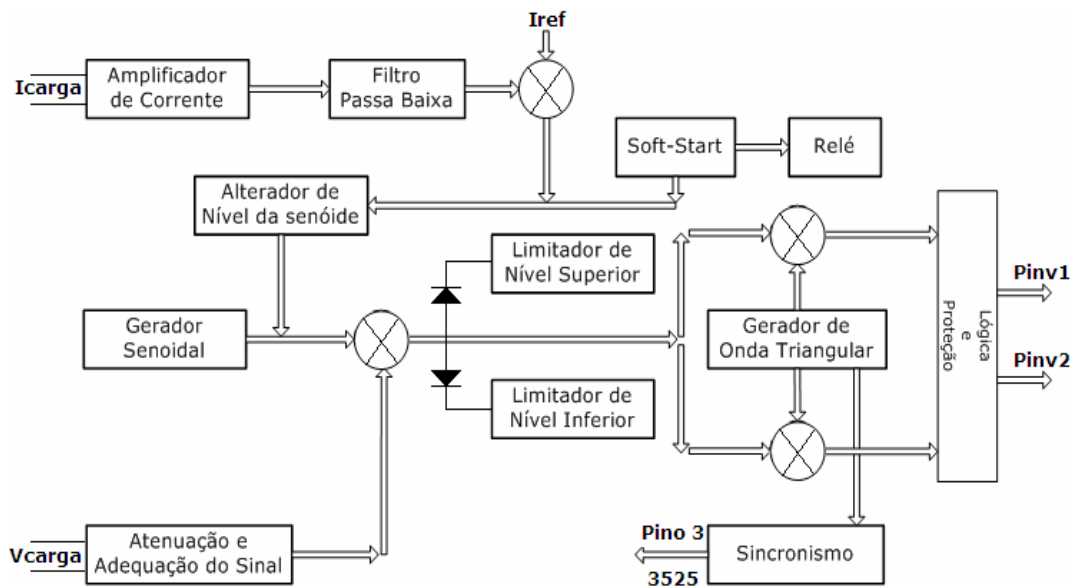 Iref
Icarga
Amplificador
de Corrente
Filtro
Passa Baixa
Soft-Start
Relé
Alterador de
Nível da senóide
Limitador de
Nível Superior
Gerador
Senoidal
Gerador de
Onda Triangular
Limitador de
Nível Inferior
Lógica
e
Proteção
Pinv1
Pinv2
Vcarga
Atenuação e
Adequação do Sinal
Pino 3
3525
Sincronismo